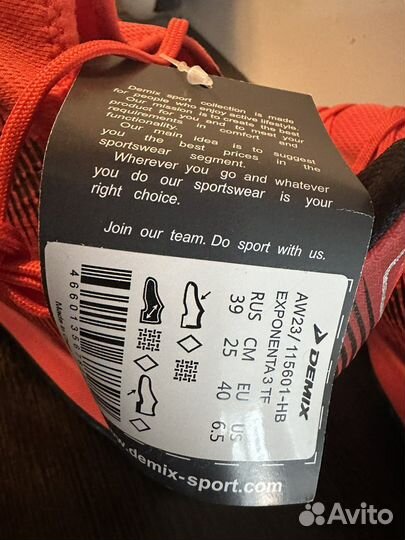 Demix sport collection is made
for people who enjoy active lifestyle.
Our mission is to create the best
product for you and to meet your
requirements in comfort and
functionality.
Our main idea is to suggest
you the best prices in the
sportswear segment.
Wherever you go and whatever
you do our sportswear is your
right choice.
Join our team. Do sport with us.
DEMIX
AW23/115601-HB
EXPONENTA 3 TF
RUS CM EU US
39 25 40 6.5
Made in
www.demix-sport.com
Avito